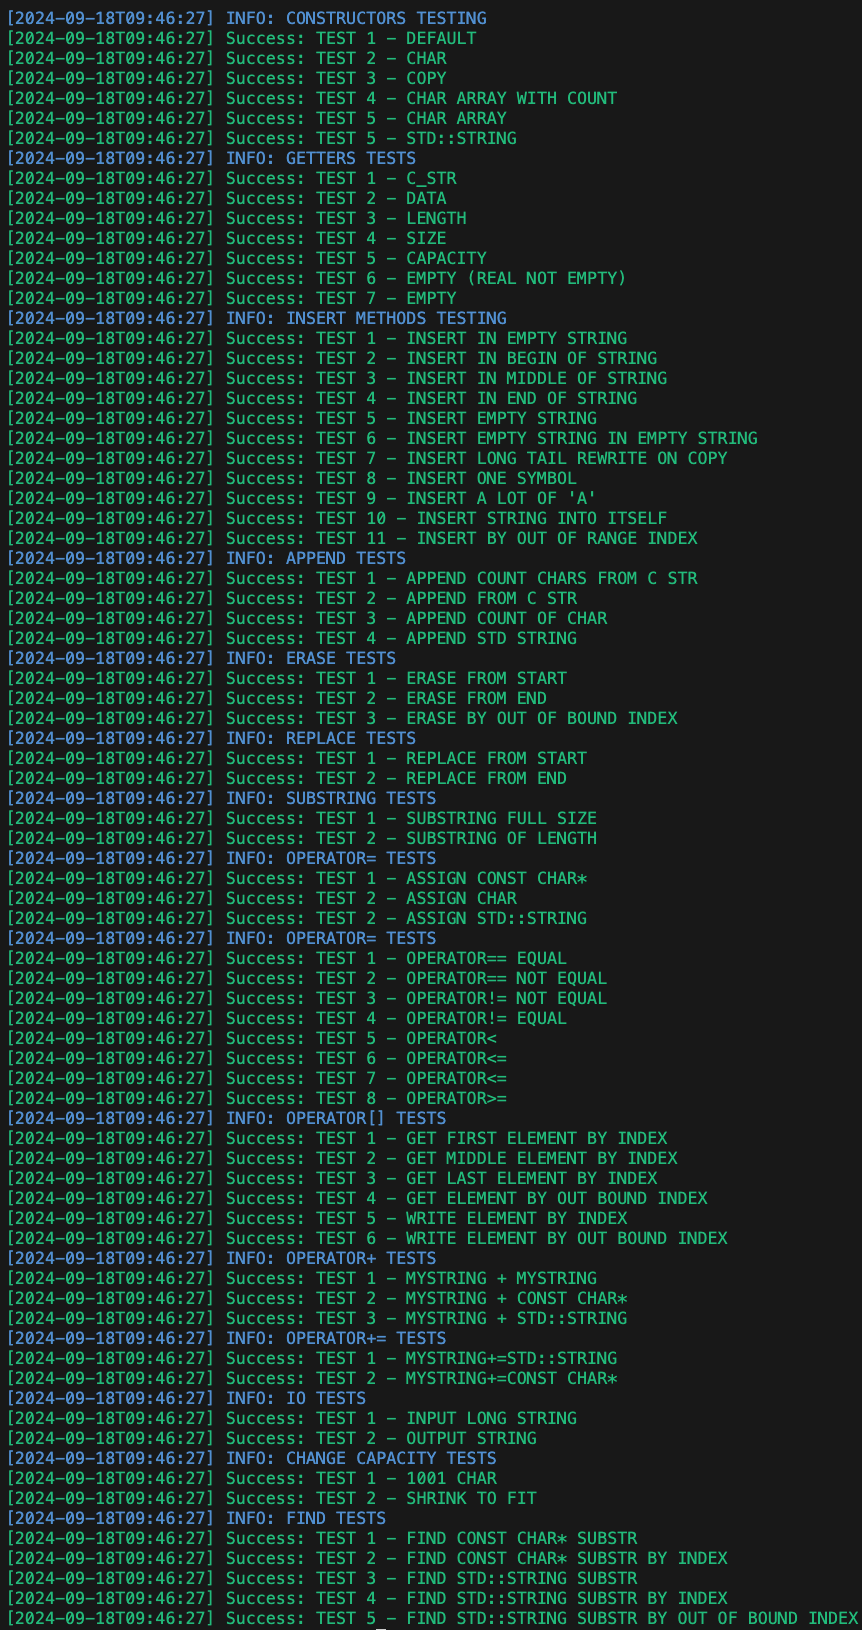 [2024-09-18T09:46:27] INFO: CONSTRUCTORS TESTING
[2024-09-18T09:46:27] Success: TEST 1 - DEFAULT
[2024-09-18T09:46:27] Success: TEST 2 - CHAR
[2024-09-18T09:46:27] Success: TEST 3 - COPY
[2024-09-18T09:46:27] Success: TEST 4 - CHAR ARRAY WITH COUNT
[2024-09-18T09:46:27] Success: TEST 5 - CHAR ARRAY
[2024-09-18T09:46:27] Success: TEST 5 - STD::STRING
[2024-09-18T09:46:27] INFO: GETTERS TESTS
[2024-09-18T09:46:27] Success: TEST 1 - C_STR
[2024-09-18T09:46:27] Success: TEST 2 - DATA
[2024-09-18T09:46:27] Success: TEST 3 - LENGTH
[2024-09-18T09:46:27] Success: TEST 4 - SIZE
[2024-09-18T09:46:27] Success: TEST 5 - CAPACITY
[2024-09-18T09:46:27] Success: TEST 6 - EMPTY (REAL NOT EMPTY)
[2024-09-18T09:46:27] Success: TEST 7 - EMPTY
[2024-09-18T09:46:27] INFO: INSERT METHODS TESTING
[2024-09-18T09:46:27] Success: TEST 1 - INSERT IN EMPTY STRING
[2024-09-18T09:46:27] Success: TEST 2 - INSERT IN BEGIN OF STRING
[2024-09-18T09:46:27] Success: TEST 3 - INSERT IN MIDDLE OF STRING
[2024-09-18T09:46:27] Success: TEST 4 - INSERT IN END OF STRING
[2024-09-18T09:46:27] Success: TEST 5 - INSERT EMPTY STRING
[2024-09-18T09:46:27] Success: TEST 6 - INSERT EMPTY STRING IN EMPTY STRING
[2024-09-18T09:46:27] Success: TEST 7 - INSERT LONG TAIL REWRITE ON COPY
[2024-09-18T09:46:27] Success: TEST 8 - INSERT ONE SYMBOL
[2024-09-18T09:46:27] Success: TEST 9 - INSERT A LOT OF 'A'
[2024-09-18T09:46:27] Success: TEST 10 - INSERT STRING INTO ITSELF
[2024-09-18T09:46:27] Success: TEST 11 - INSERT BY OUT OF RANGE INDEX
[2024-09-18T09:46:27] INFO: APPEND TESTS
[2024-09-18T09:46:27] Success: TEST 1 - APPEND COUNT CHARS FROM C STR
[2024-09-18T09:46:27] Success: TEST 2 - APPEND FROM C STR
[2024-09-18T09:46:27] Success: TEST 3 - APPEND COUNT OF CHAR
[2024-09-18T09:46:27] Success: TEST 4 - APPEND STD STRING
[2024-09-18T09:46:27] INFO: ERASE TESTS
[2024-09-18T09:46:27] Success: TEST 1 - ERASE FROM START
[2024-09-18T09:46:27] Success: TEST 2 - ERASE FROM END
[2024-09-18T09:46:27] Success: TEST 3 - ERASE BY OUT OF BOUND INDEX
[2024-09-18T09:46:27] INFO: REPLACE TESTS
[2024-09-18T09:46:27] Success: TEST 1 - REPLACE FROM START
[2024-09-18T09:46:27] Success: TEST 2 - REPLACE FROM END
[2024-09-18T09:46:27] INFO: SUBSTRING TESTS
[2024-09-18T09:46:27] Success: TEST 1 - SUBSTRING FULL SIZE
[2024-09-18T09:46:27] Success: TEST 2 - SUBSTRING OF LENGTH
[2024-09-18T09:46:27] INFO: OPERATOR= TESTS
[2024-09-18T09:46:27] Success: TEST 1 - ASSIGN CONST CHAR*
[2024-09-18T09:46:27] Success: TEST 2 - ASSIGN CHAR
[2024-09-18T09:46:27] Success: TEST 2 - ASSIGN STD::STRING
[2024-09-18T09:46:27] INFO: OPERATOR= TESTS
[2024-09-18T09:46:27] Success: TEST 1 - OPERATOR== EQUAL
[2024-09-18T09:46:27] Success: TEST 2 - OPERATOR== NOT EQUAL
[2024-09-18T09:46:27] Success: TEST 3 - OPERATOR!= NOT EQUAL
[2024-09-18T09:46:27] Success: TEST 4 - OPERATOR!= EQUAL
[2024-09-18T09:46:27] Success: TEST 5 - OPERATOR<
[2024-09-18T09:46:27] Success: TEST 6 - OPERATOR<=
[2024-09-18T09:46:27] Success: TEST 7 - OPERATOR<=
[2024-09-18T09:46:27] Success: TEST 8 - OPERATOR>=
[2024-09-18T09:46:27] INFO: OPERATOR[] TESTS
[2024-09-18T09:46:27] Success: TEST 1 - GET FIRST ELEMENT BY INDEX
[2024-09-18T09:46:27] Success: TEST 2 - GET MIDDLE ELEMENT BY INDEX
[2024-09-18T09:46:27] Success: TEST 3 - GET LAST ELEMENT BY INDEX
[2024-09-18T09:46:27] Success: TEST 4 - GET ELEMENT BY OUT BOUND INDEX
[2024-09-18T09:46:27] Success: TEST 5 - WRITE ELEMENT BY INDEX
[2024-09-18T09:46:27] Success: TEST 6 - WRITE ELEMENT BY OUT BOUND INDEX
[2024-09-18T09:46:27] INFO: OPERATOR+ TESTS
[2024-09-18T09:46:27] Success: TEST 1 - MYSTRING + MYSTRING
[2024-09-18T09:46:27] Success: TEST 2 - MYSTRING + CONST CHAR*
[2024-09-18T09:46:27] Success: TEST 3 - MYSTRING + STD::STRING
[2024-09-18T09:46:27] INFO: OPERATOR+= TESTS
[2024-09-18T09:46:27] Success: TEST 1 - MYSTRING+=STD::STRING
[2024-09-18T09:46:27] Success: TEST 2 - MYSTRING+=CONST CHAR*
[2024-09-18T09:46:27] INFO: IO TESTS
[2024-09-18T09:46:27] Success: TEST 1 - INPUT LONG STRING
[2024-09-18T09:46:27] Success: TEST 2 - OUTPUT STRING
[2024-09-18T09:46:27] INFO: CHANGE CAPACITY TESTS
[2024-09-18T09:46:27] Success: TEST 1 - 1001 CHAR
[2024-09-18T09:46:27] Success: TEST 2 - SHRINK TO FIT
[2024-09-18T09:46:27] INFO: FIND TESTS
[2024-09-18T09:46:27] Success: TEST 1 - FIND CONST CHAR* SUBSTR
[2024-09-18T09:46:27] Success: TEST 2 - FIND CONST CHAR* SUBSTR BY INDEX
[2024-09-18T09:46:27] Success: TEST 3 - FIND STD::STRING SUBSTR
[2024-09-18T09:46:27] Success: TEST 4 - FIND STD::STRING SUBSTR BY INDEX
[2024-09-18T09:46:27] Success: TEST 5 - FIND STD::STRING SUBSTR BY OUT OF BOUND INDEX